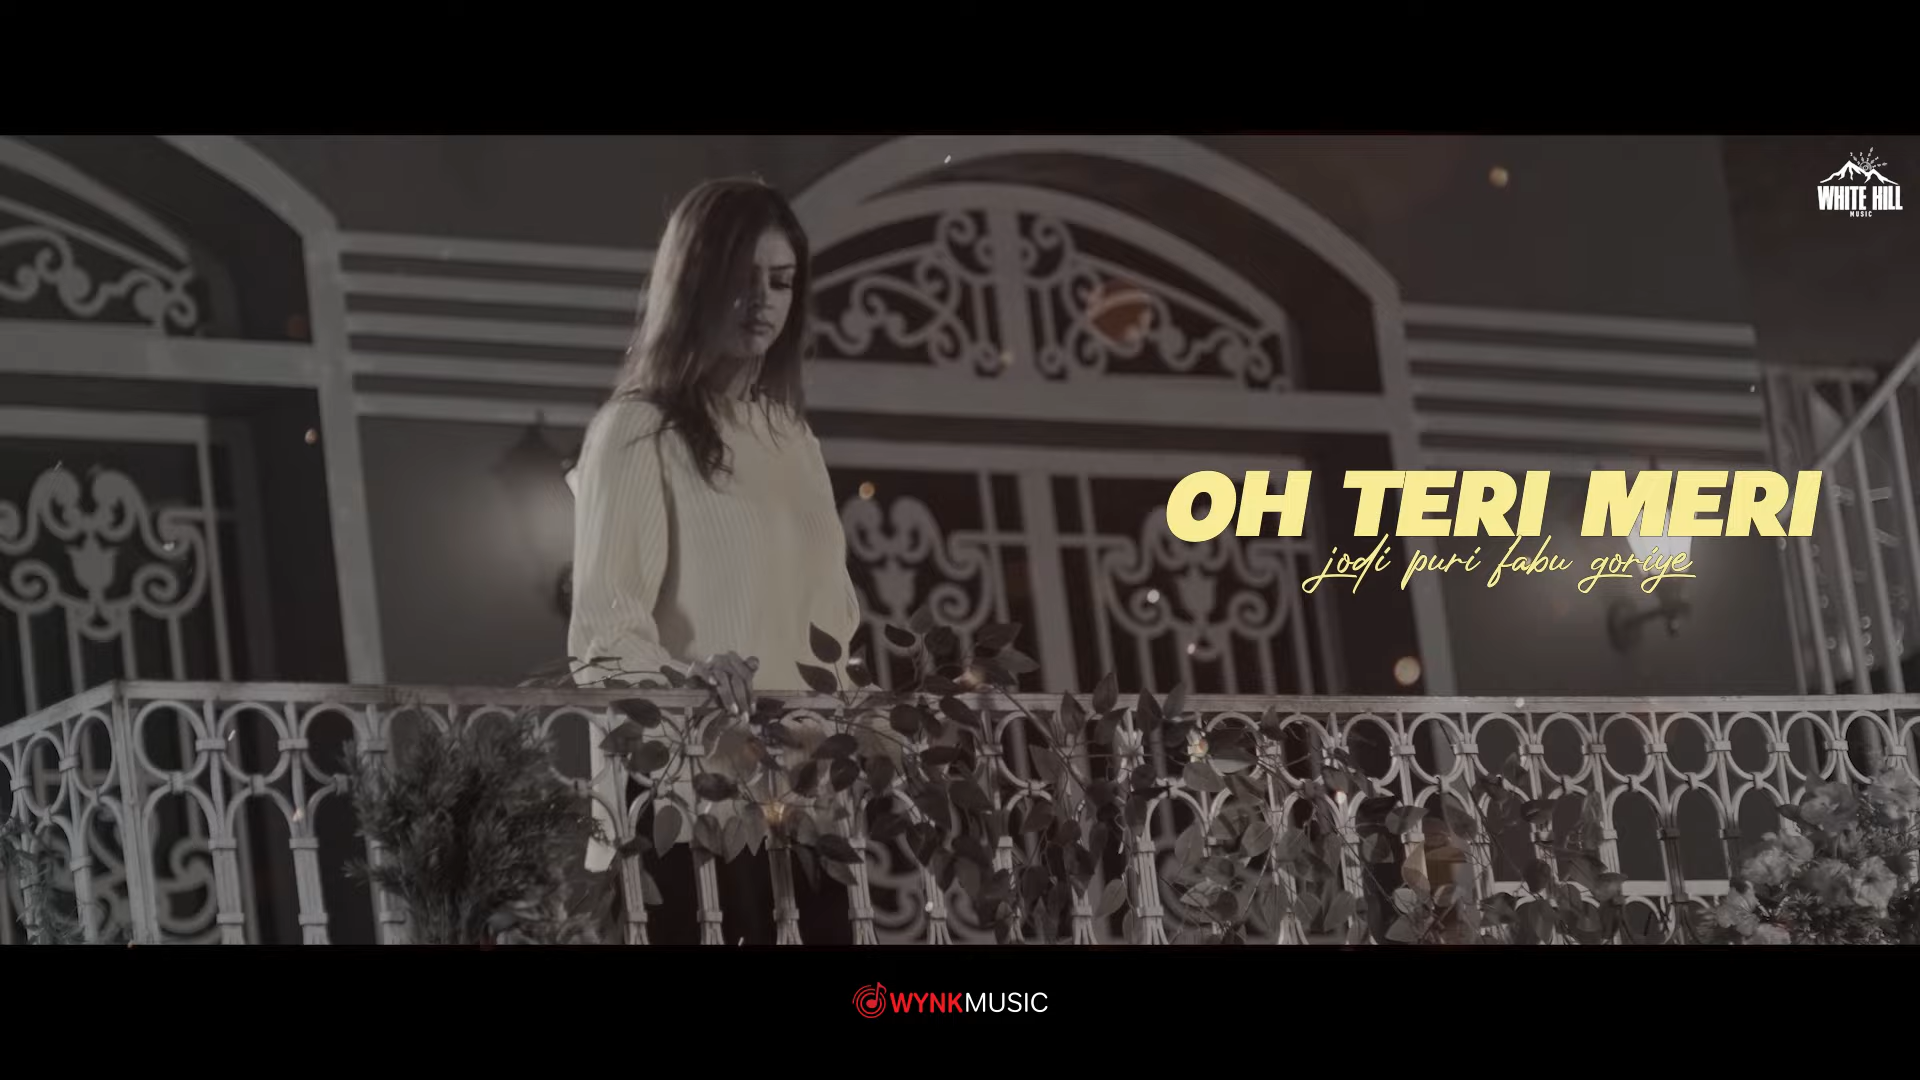 WHITE HILL
MUSIC
OH TERI MERI
jodi puri fabu goriye
WYNKMUSIC